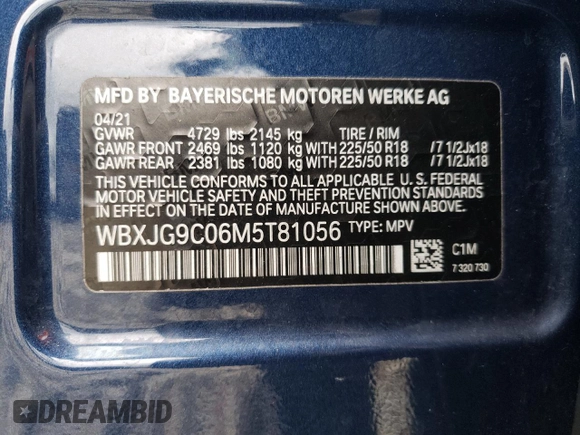 MFD BY BAYERISCHE MOTOREN WERKE AG
04/21
GVWR 4729 lbs 2145 kg TIRE / RIM
GAWR FRONT 2469 lbs 1120 kg WITH 225/50 R18 /7 1/2Jx18
GAWR REAR 2381 lbs 1080 kg WITH 225/50 R18 /7 1/2Jx18
THIS VEHICLE CONFORMS TO ALL APPLICABLE U. S. FEDERAL
MOTOR VEHICLE SAFETY AND THEFT PREVENTION STANDARDS
IN EFFECT ON THE DATE OF MANUFACTURE SHOWN ABOVE.
WBXJG9C06M5T81056 TYPE: MPV
C1M
7 320 730
DREAMBID